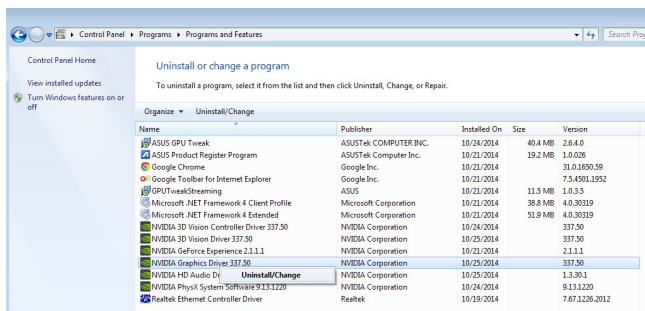 Control Panel ▸ Programs ▸ Programs and Features
Search Prog
Control Panel Home
View installed updates
Turn Windows features on or
off
Uninstall or change a program
To uninstall a program, select it from the list and then click Uninstall, Change, or Repair.
Organize Uninstall/Change
Name Publisher Installed On Size Version
ASUS GPU Tweak ASUSTek COMPUTER INC. 10/24/2014 40.4 MB 2.6.4.0
ASUS Product Register Program ASUSTek Computer Inc. 10/21/2014 19.2 MB 1.0.026
Google Chrome Google Inc. 10/21/2014 31.0.1650.59
Google Toolbar for Internet Explorer Google Inc. 10/21/2014 7.5.4501.1952
GPUTweakStreaming ASUS 10/21/2014 11.5 MB 1.0.3.5
Microsoft .NET Framework 4 Client Profile Microsoft Corporation 10/21/2014 38.8 MB 4.0.30319
Microsoft .NET Framework 4 Extended Microsoft Corporation 10/21/2014 51.9 MB 4.0.30319
NVIDIA 3D Vision Controller Driver 337.50 NVIDIA Corporation 10/24/2014 337.50
NVIDIA 3D Vision Driver 337.50 NVIDIA Corporation 10/25/2014 337.50
NVIDIA GeForce Experience 2.1.1.1 NVIDIA Corporation 10/21/2014 2.1.1.1
NVIDIA Graphics Driver 337.50 NVIDIA Corporation 10/25/2014 337.50
NVIDIA HD Audio Dr Uninstall/Change NVIDIA Corporation 10/25/2014 1.3.30.1
NVIDIA PhysX System Software 9.13.1220 NVIDIA Corporation 10/24/2014 9.13.1220
Realtek Ethernet Controller Driver Realtek 10/19/2014 7.67.1226.2012